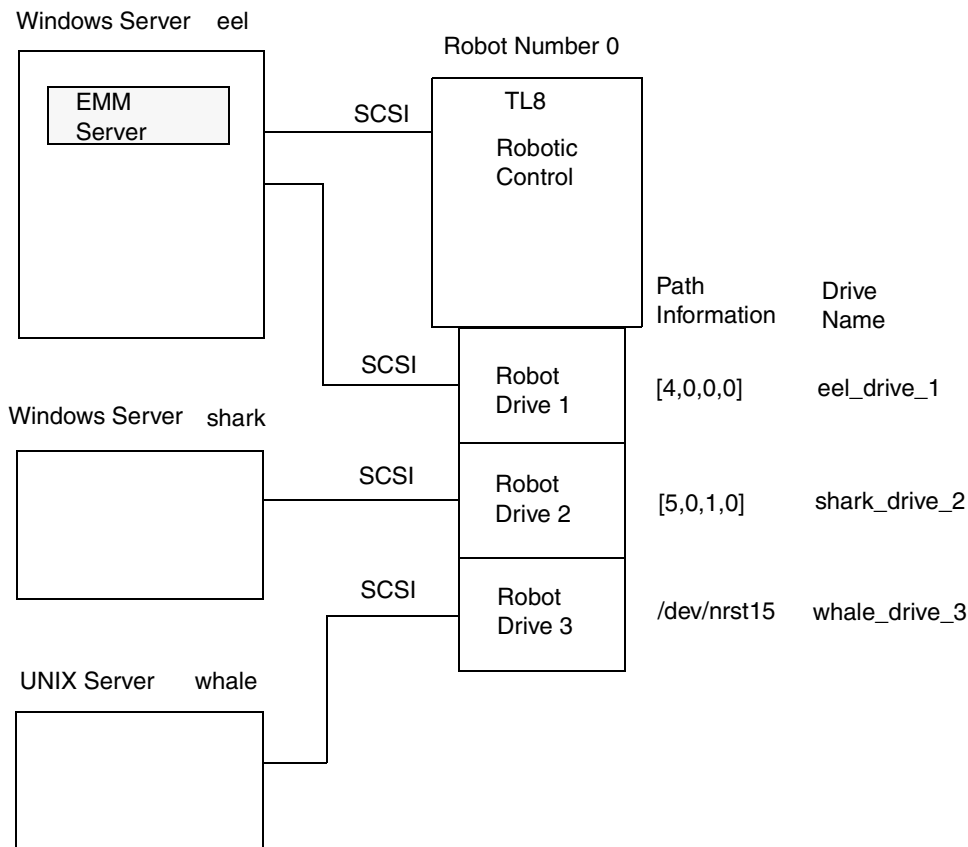 Windows Server eel
Robot Number 0
EMM
Server
SCSI
TL8
Robotic
Control
Path
Information
Drive
Name
SCSI
Robot
Drive 1
[4,0,0,0]
eel_drive_1
Windows Server shark
SCSI
Robot
Drive 2
[5,0,1,0]
shark_drive_2
SCSI
Robot
Drive 3
/dev/nrst15
whale_drive_3
UNIX Server whale